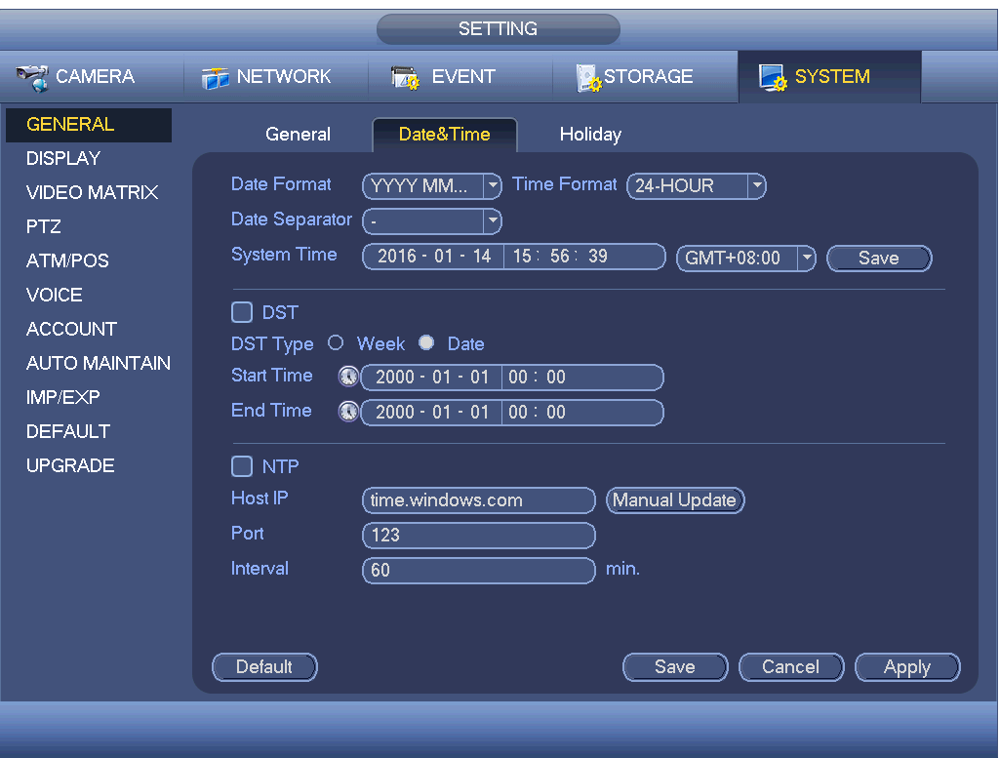 SETTING
CAMERA NETWORK EVENT STORAGE SYSTEM
GENERAL
DISPLAY
VIDEO MATRIX
PTZ
ATM/POS
VOICE
ACCOUNT
AUTO MAINTAIN
IMP/EXP
DEFAULT
UPGRADE
General Date&Time Holiday
Date Format YYYY MM... Time Format 24-HOUR
Date Separator -
System Time 2016 - 01 - 14 15 : 56 : 39 GMT+08:00 Save
DST
DST Type Week Date
Start Time 2000 - 01 - 01 00 : 00
End Time 2000 - 01 - 01 00 : 00
NTP
Host IP time.windows.com Manual Update
Port 123
Interval 60 min.
Default Save Cancel Apply